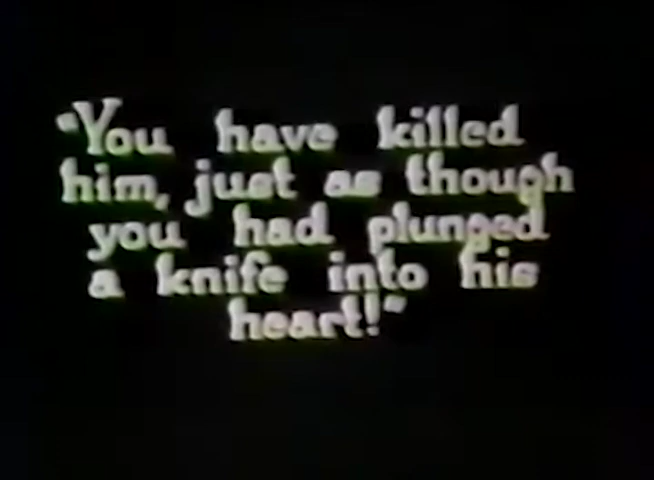 "You have killed
him, just as though
you had plunged
a knife into his
heart!"